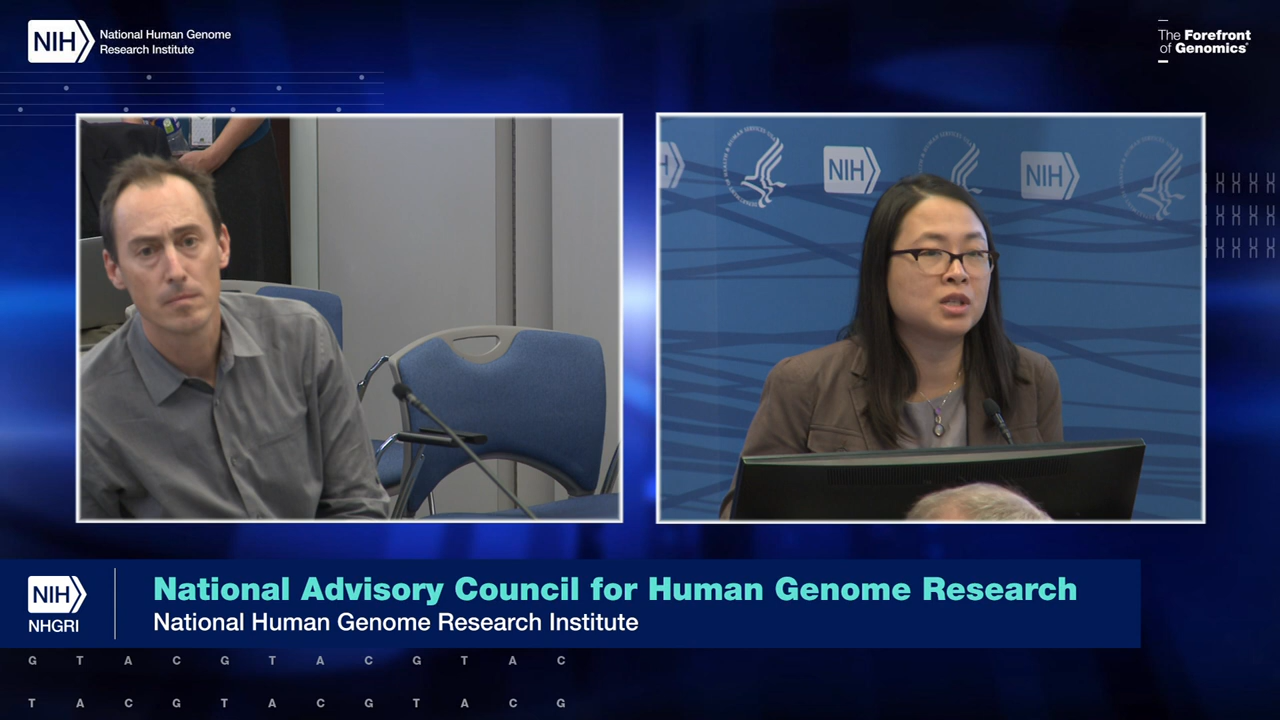 NIH
National Human Genome
Research Institute
The Forefront
of Genomics®
NIH
NIH
NIH
NHGRI
National Advisory Council for Human Genome Research
National Human Genome Research Institute
G T A C G T A C G T A C
T A C G T A C G T A C G